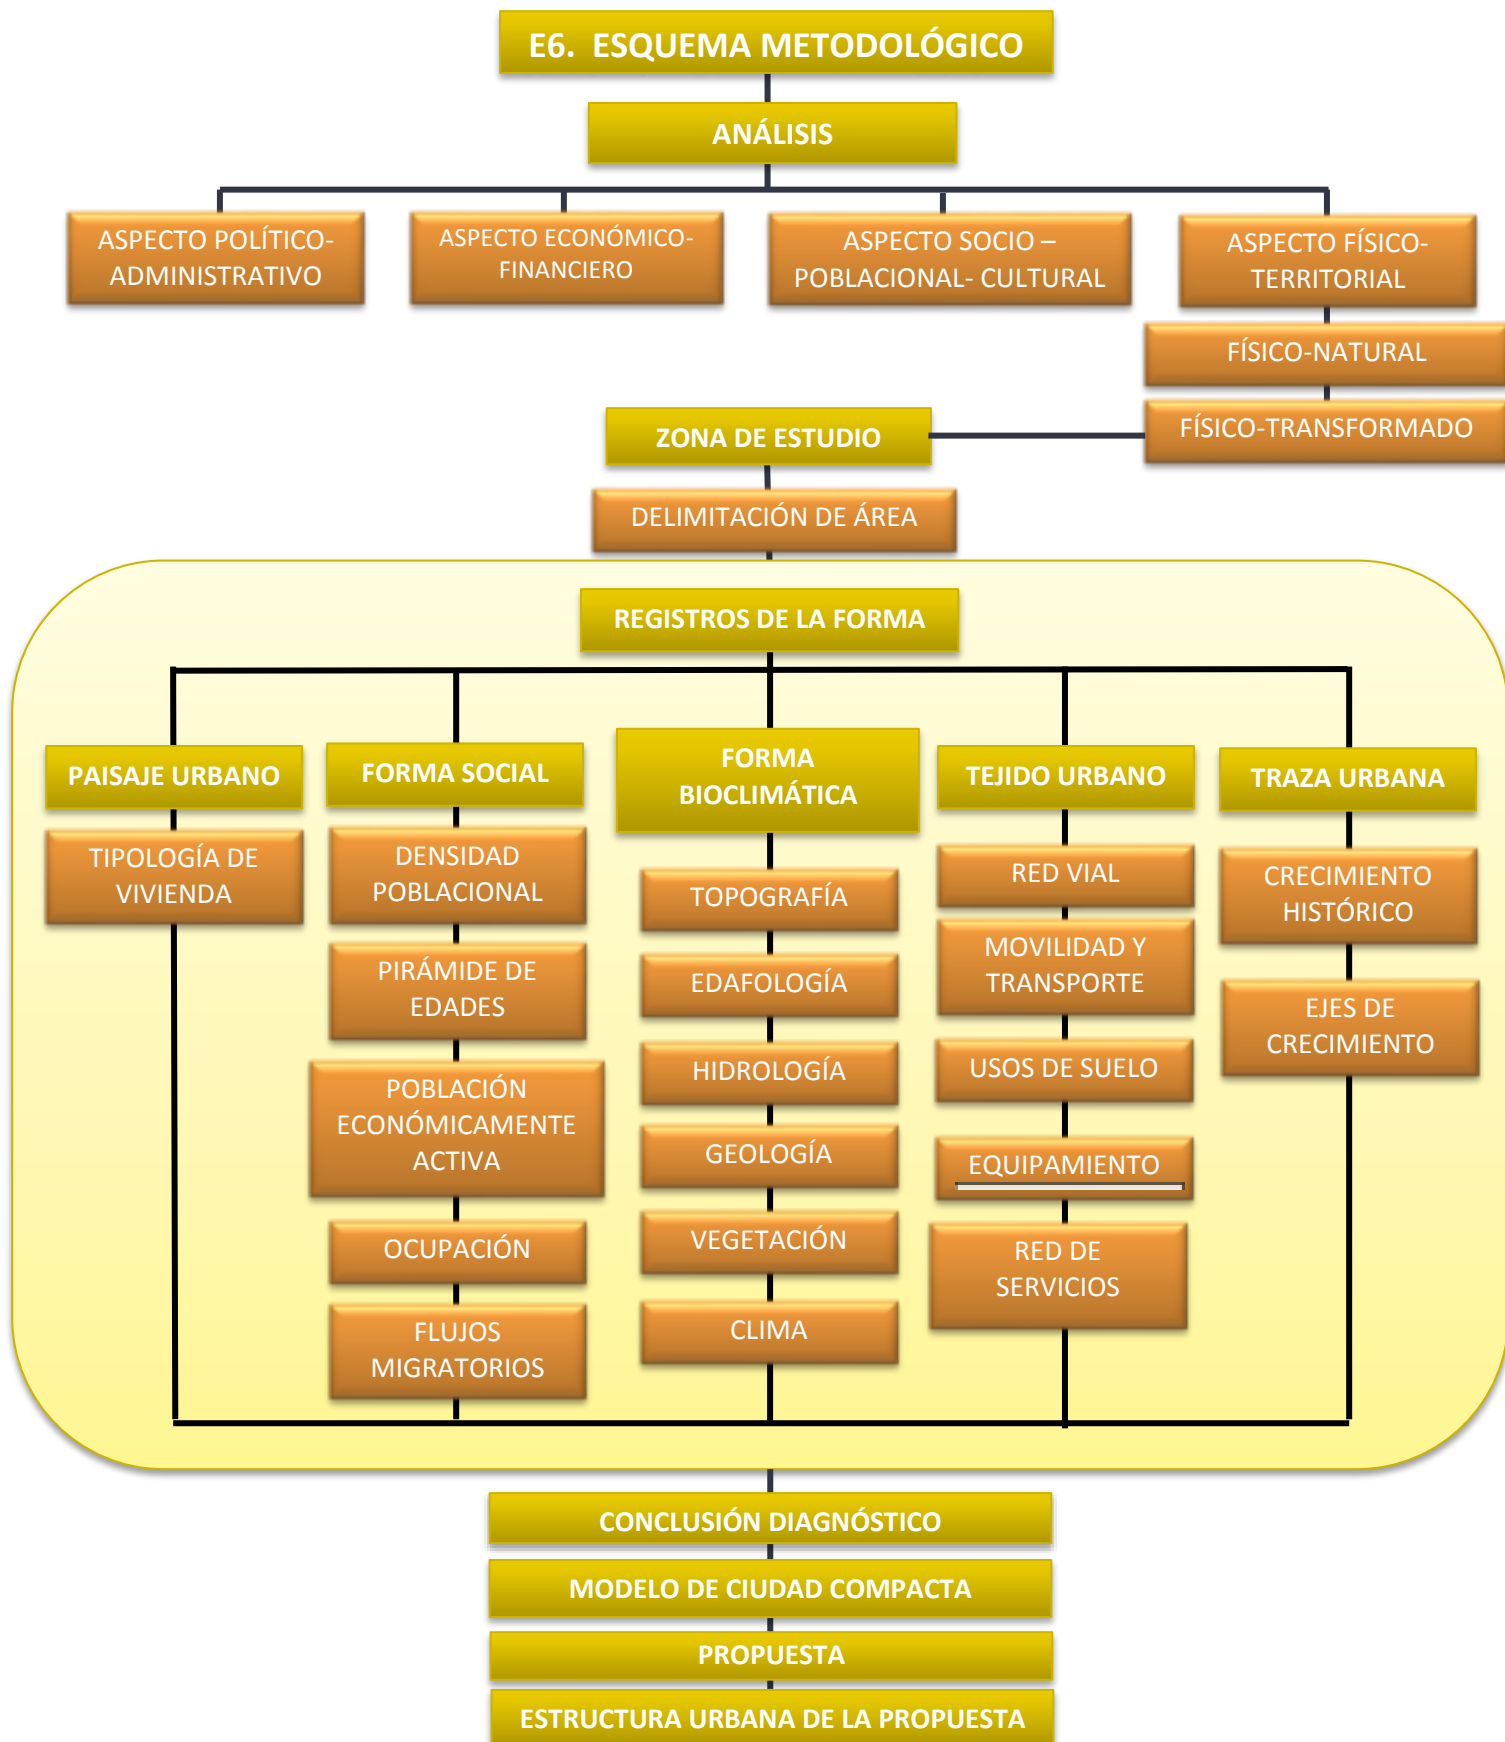 E6. ESQUEMA METODOLÓGICO
ANÁLISIS
ASPECTO POLÍTICO-
ADMINISTRATIVO
ASPECTO ECONÓMICO-
FINANCIERO
ASPECTO SOCIO –
POBLACIONAL- CULTURAL
ASPECTO FÍSICO-
TERRITORIAL
FÍSICO-NATURAL
FÍSICO-TRANSFORMADO
ZONA DE ESTUDIO
DELIMITACIÓN DE ÁREA
REGISTROS DE LA FORMA
PAISAJE URBANO
TIPOLOGÍA DE
VIVIENDA
FORMA SOCIAL
DENSIDAD
POBLACIONAL
PIRÁMIDE DE
EDADES
POBLACIÓN
ECONÓMICAMENTE
ACTIVA
OCUPACIÓN
FLUJOS
MIGRATORIOS
FORMA
BIOCLIMÁTICA
TOPOGRAFÍA
EDAFOLOGÍA
HIDROLOGÍA
GEOLOGÍA
VEGETACIÓN
CLIMA
TEJIDO URBANO
RED VIAL
MOVILIDAD Y
TRANSPORTE
USOS DE SUELO
EQUIPAMIENTO
RED DE
SERVICIOS
TRAZA URBANA
CRECIMIENTO
HISTÓRICO
EJES DE
CRECIMIENTO
CONCLUSIÓN DIAGNÓSTICO
MODELO DE CIUDAD COMPACTA
PROPUESTA
ESTRUCTURA URBANA DE LA PROPUESTA